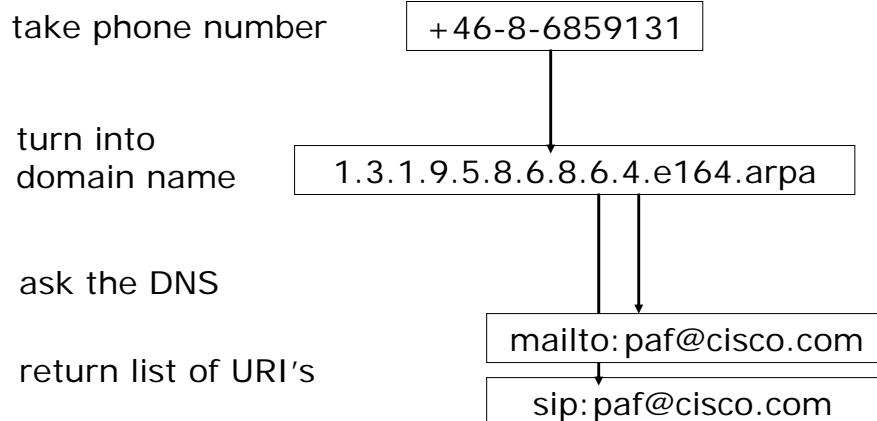 take phone number
+46-8-6859131
turn into
domain name
1.3.1.9.5.8.6.8.6.4.e164.arpa
ask the DNS
mailto:paf@cisco.com
return list of URI's
sip:paf@cisco.com